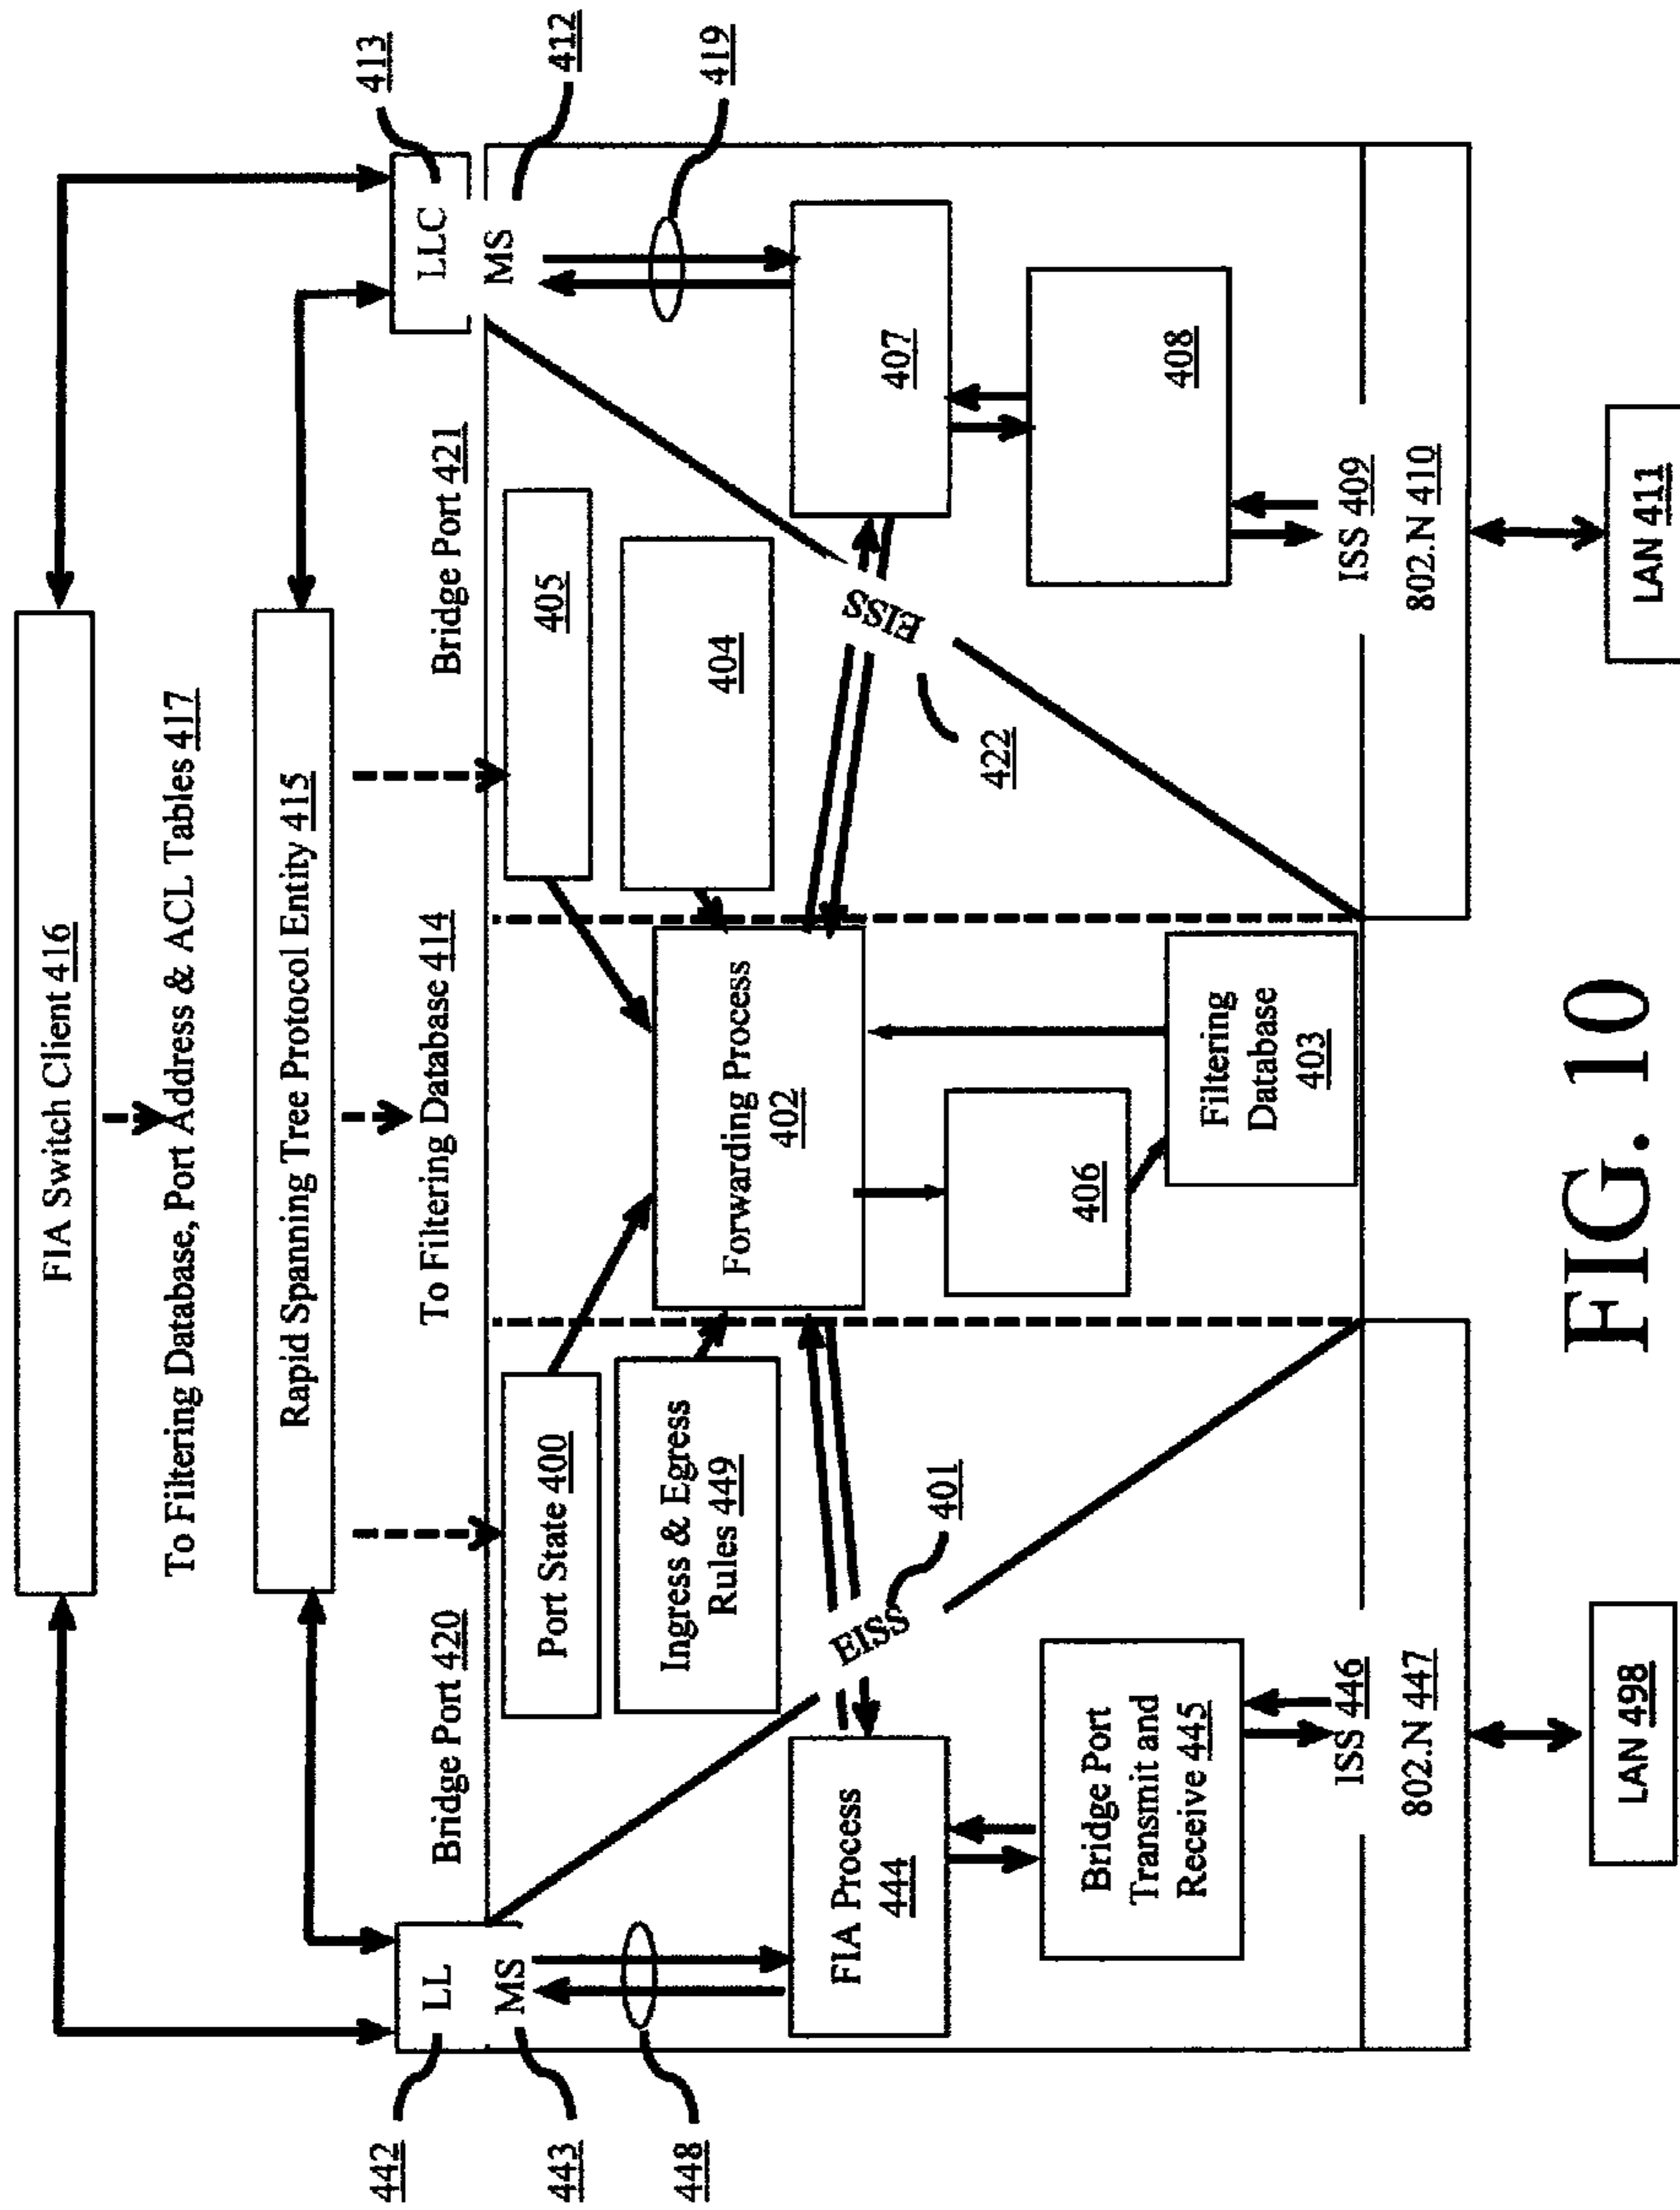 FIA Switch Client 416
To Filtering Database, Port Address & ACL Tables 417
Rapid Spanning Tree Protocol Entity 415
442
LL
Bridge Port 420
To Filtering Database 414
Bridge Port 421
LLC
413
443
MS
MS
412
448
419
Port State 400
405
Ingress & Egress
Rules 449
404
Forwarding Process
402
EISS
401
EISS
422
FIA Process
444
407
406
Bridge Port
Transmit and
Receive 445
Filtering
Database
403
408
ISS 446
ISS 409
802.N 447
802.N 410
LAN 498
LAN 411
FIG. 10